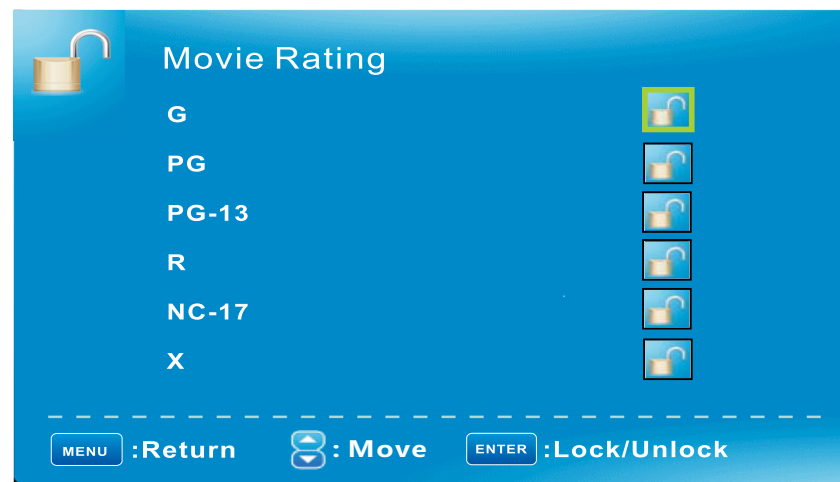 Movie Rating
G
PG
PG-13
R
NC-17
X
MENU :Return : Move ENTER :Lock/Unlock